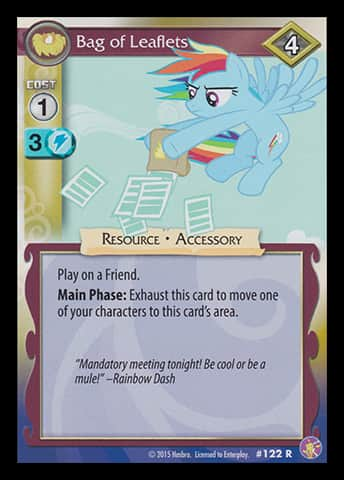 Bag of Leaflets
4
COST
1
3
RESOURCE • ACCESSORY
Play on a Friend.
Main Phase: Exhaust this card to move one
of your characters to this card's area.
"Mandatory meeting tonight! Be cool or be a
mule!" –Rainbow Dash
© 2015 Hasbro. Licensed to Enterplay. #122 R